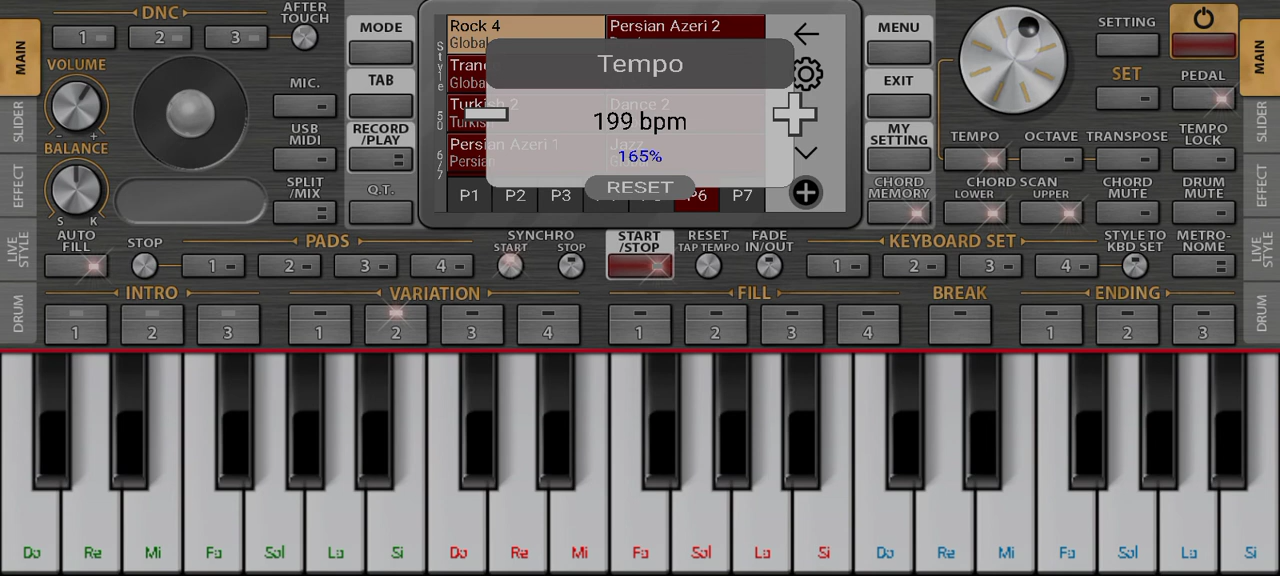 DNC
AFTER
TOUCH
1
2
3
MAIN
SLIDER
EFFECT
LIVE
STYLE
DRUM
VOLUME
BALANCE
S
K
MIC.
USB
MIDI
SPLIT
/MIX
MODE
TAB
RECORD
/PLAY
Q.T.
Rock 4
Global
Persian Azeri 2
Global
Turkish 2
Turkis
Dance 2
Persian Azeri 1
Persian
Jazz
Tempo
199 bpm
165%
RESET
P1
P2
P3
P6
P7
MENU
EXIT
MY
SETTING
CHORD
MEMORY
SETTING
SET
PEDAL
TEMPO
OCTAVE
TRANSPOSE
TEMPO
LOCK
CHORD SCAN
LOWER
UPPER
CHORD
MUTE
DRUM
MUTE
MAIN
SLIDER
EFFECT
LIVE
STYLE
DRUM
AUTO
FILL
STOP
PADS
1
2
3
4
SYNCHRO
START
STOP
START
/STOP
RESET
TAP TEMPO
FADE
IN/OUT
KEYBOARD SET
1
2
3
4
STYLE TO
KBD SET
METRO-
NOME
INTRO
1
2
3
VARIATION
1
2
3
4
FILL
1
2
3
4
BREAK
ENDING
1
2
3
Do Re Mi Fa Sol La Si Do Re Mi Fa Sol La Si Do Re Mi Fa Sol La Si